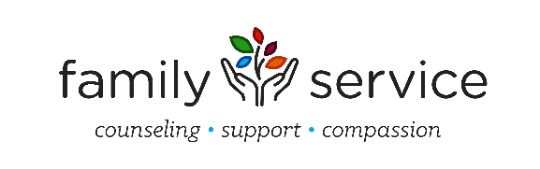 family service
counseling • support • compassion